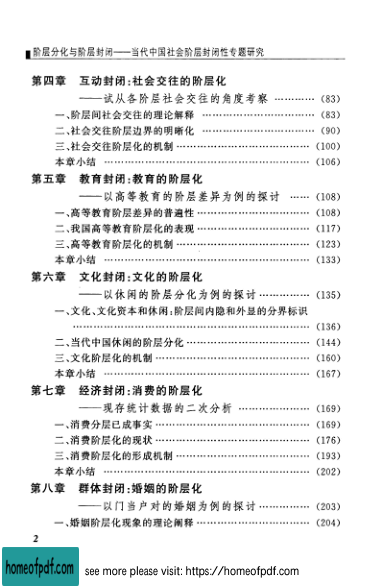 阶层分化与阶层封闭——当代中国社会阶层封闭性专题研究
第四章 互动封闭:社会交往的阶层化
——试从各阶层社会交往的角度考察 ………… (83)
一、阶层间社会交往的理论解释 ………………………… (83)
二、社会交往阶层边界的明晰化 ………………………… (90)
三、社会交往阶层化的机制 ……………………………… (100)
本章小结 …………………………………………………… (106)
第五章 教育封闭:教育的阶层化
——以高等教育的阶层差异为例的探讨 …… (108)
一、高等教育阶层差异的普遍性 ………………………… (108)
二、我国高等教育阶层化的表现 ………………………… (117)
三、高等教育阶层化的机制 ……………………………… (123)
本章小结 …………………………………………………… (133)
第六章 文化封闭:文化的阶层化
——以休闲的阶层分化为例的探讨 ………… (135)
一、文化、文化资本和休闲:阶层间内隐和外显的分界标识
………………………………………………………… (136)
二、当代中国休闲的阶层分化 …………………………… (144)
三、文化阶层化的机制 …………………………………… (160)
本章小结 …………………………………………………… (167)
第七章 经济封闭:消费的阶层化
——现存统计数据的二次分析 ……………… (169)
一、消费分层已成事实 …………………………………… (169)
二、消费阶层化的现状 …………………………………… (176)
三、消费阶层化的形成机制 ……………………………… (193)
本章小结 …………………………………………………… (202)
第八章 群体封闭:婚姻的阶层化
——以门当户对的婚姻为例的探讨 ………… (203)
一、婚姻阶层化现象的理论阐释 ………………………… (204)
2
homeofpdf.com
see more please visit: https://homeofpdf.com